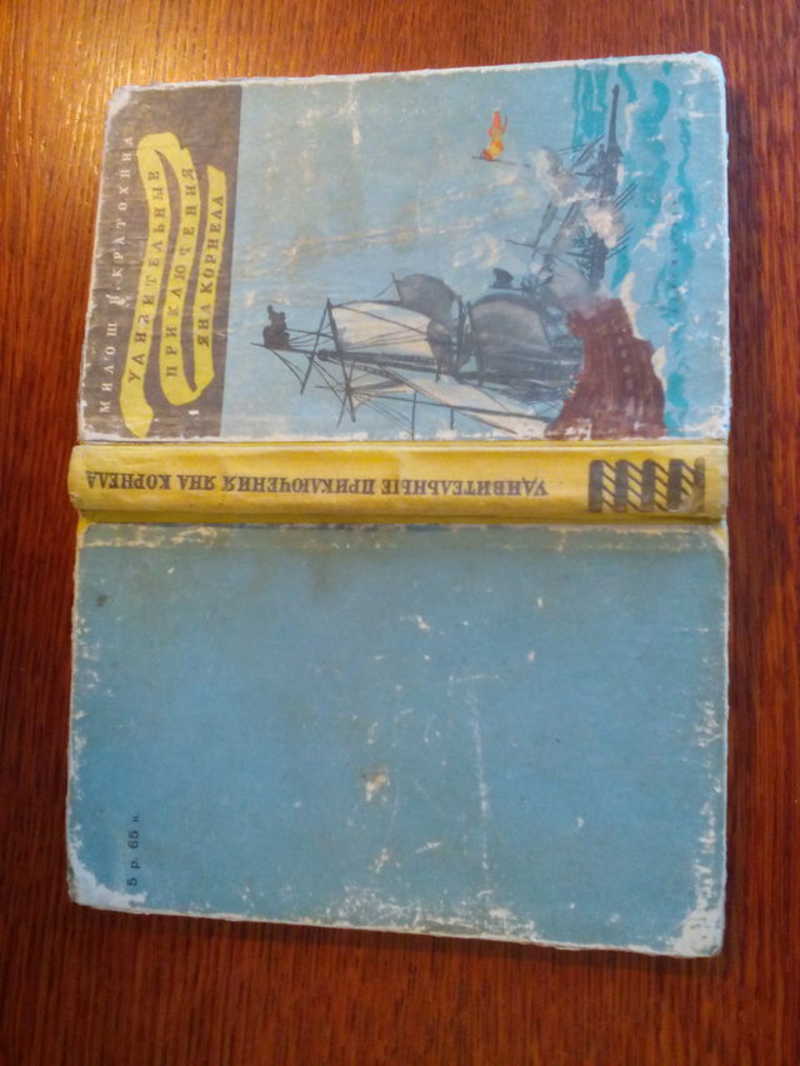 МИЛОШ В. КРАТОХВИЛ
УДИВИТЕЛЬНЫЕ
ПРИКЛЮЧЕНИЯ
ЯНА КОРНЕЛА
УДИВИТЕЛЬНЫЕ ПРИКЛЮЧЕНИЯ ЯНА КОРНЕЛА
5 р. 65 к.